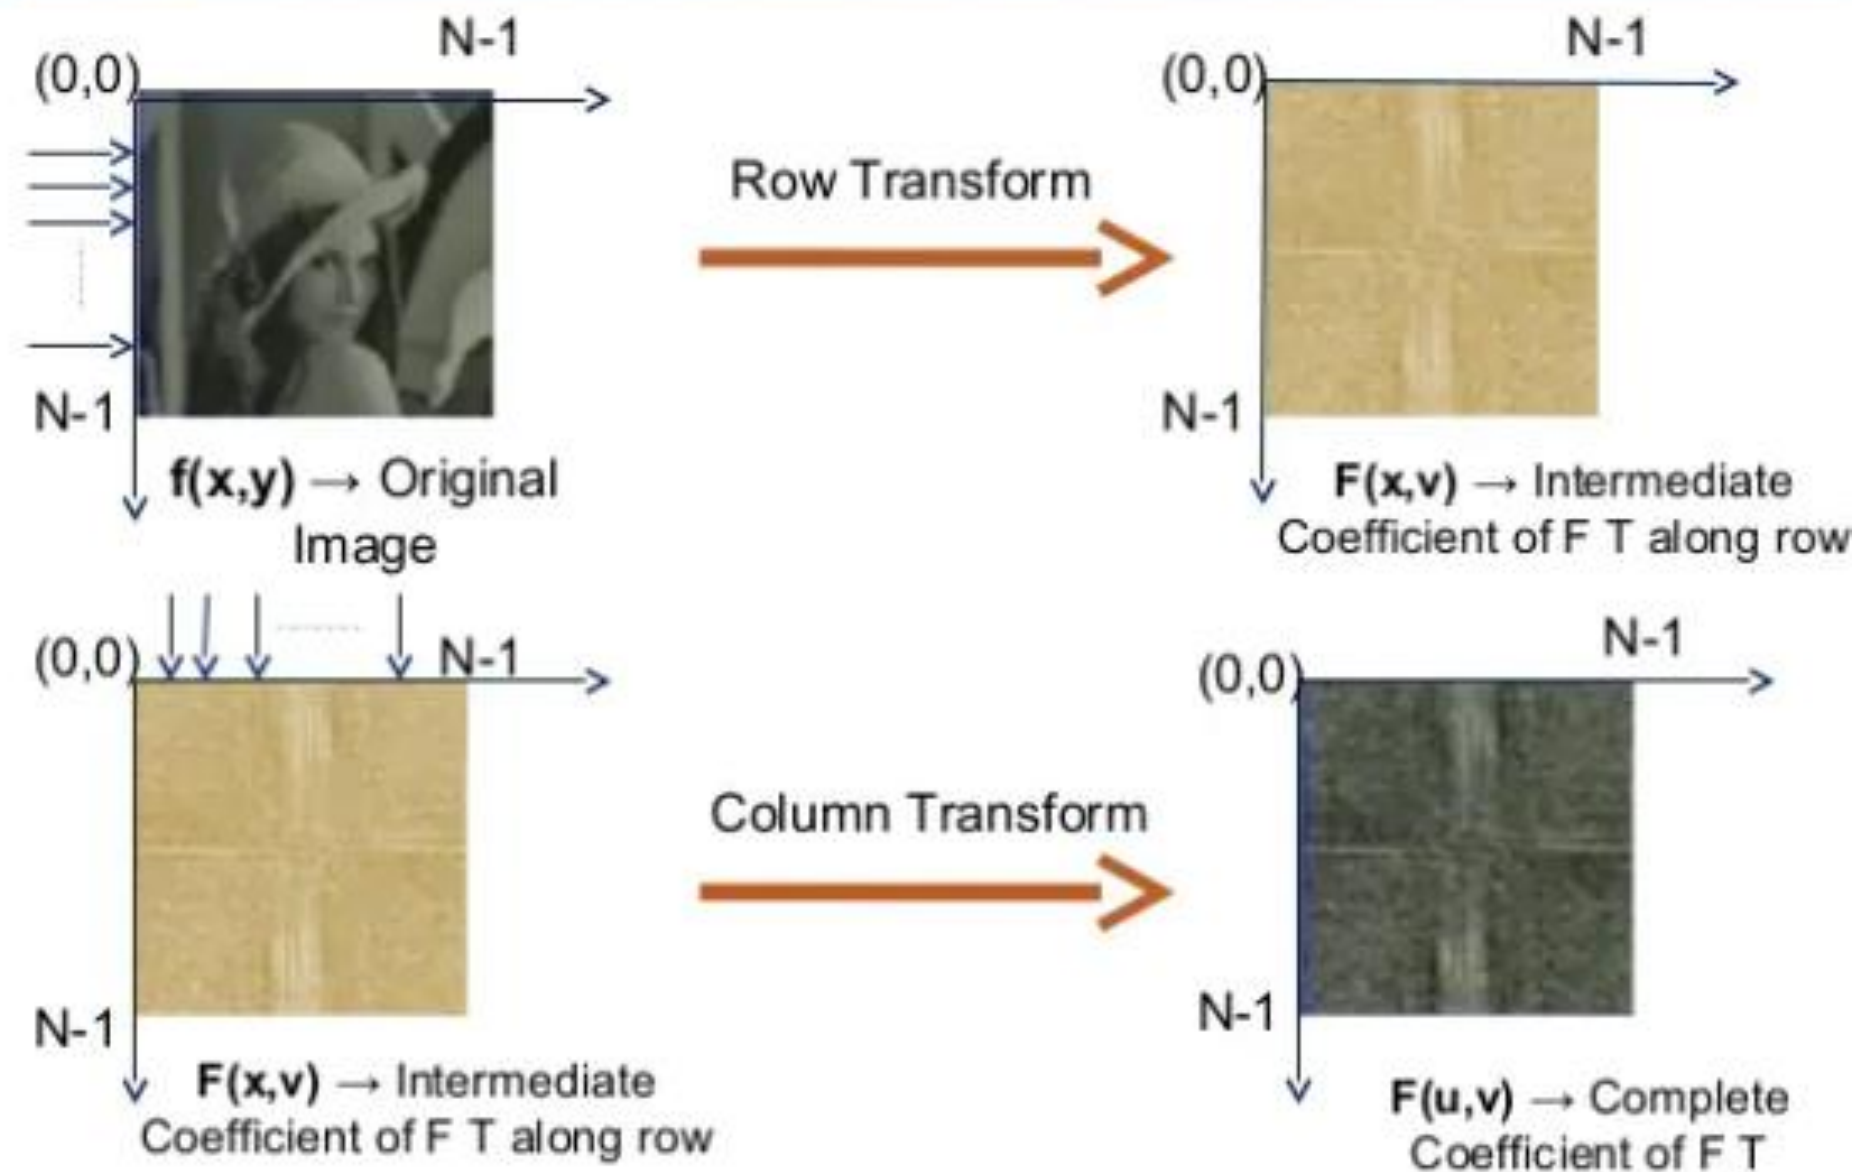 N-1
(0,0)
N-1
f(x,y) → Original
Image
Row Transform
N-1
(0,0)
N-1
F(x,v) → Intermediate
Coefficient of F T along row
(0,0)
N-1
N-1
F(x,v) → Intermediate
Coefficient of F T along row
Column Transform
N-1
(0,0)
N-1
F(u,v) → Complete
Coefficient of F T